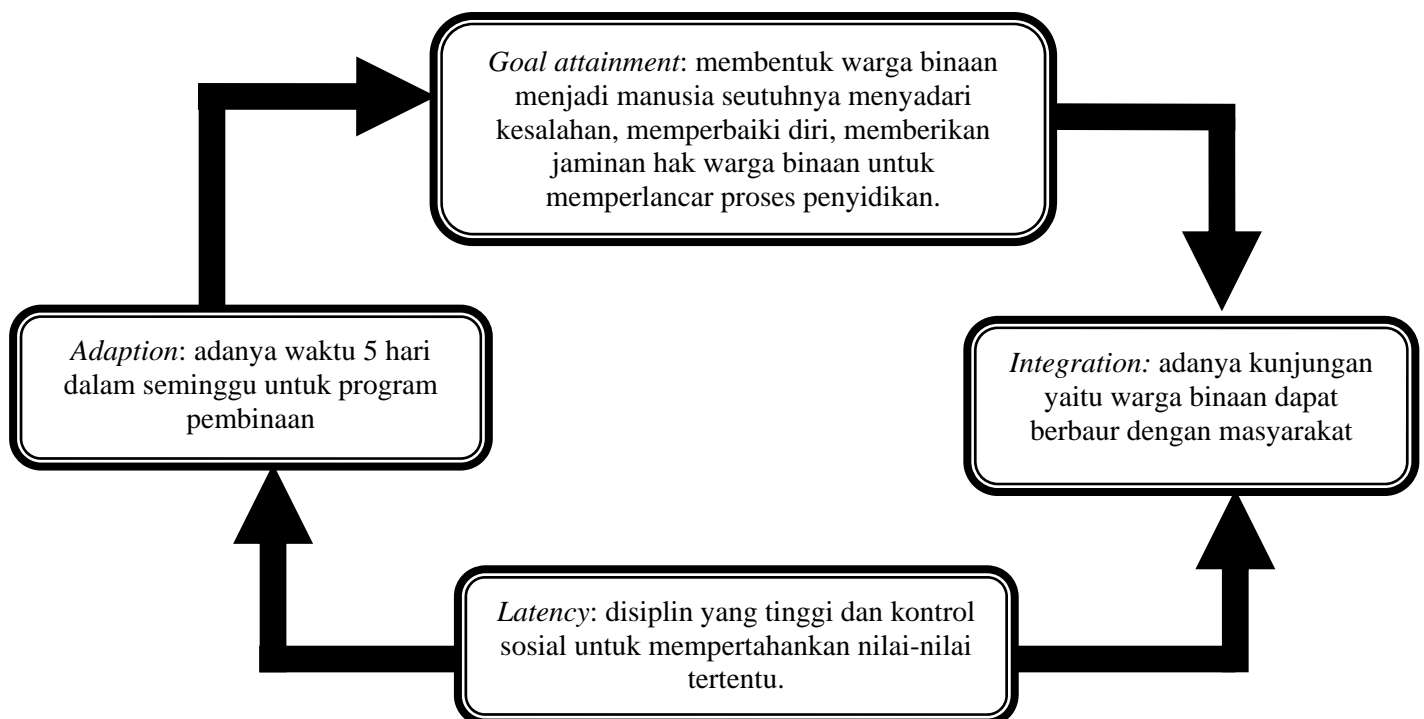 Goal attainment: membentuk warga binaan
menjadi manusia seutuhnya menyadari
kesalahan, memperbaiki diri, memberikan
jaminan hak warga binaan untuk
memperlancar proses penyidikan.
Adaption: adanya waktu 5 hari
dalam seminggu untuk program
pembinaan
Integration: adanya kunjungan
yaitu warga binaan dapat
berbaur dengan masyarakat
Latency: disiplin yang tinggi dan kontrol
sosial untuk mempertahankan nilai-nilai
tertentu.